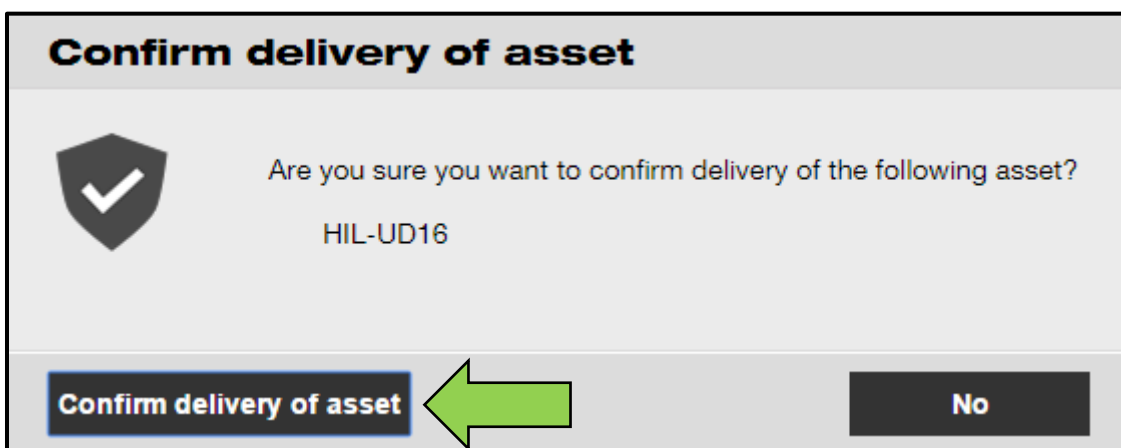 Confirm delivery of asset
Are you sure you want to confirm delivery of the following asset?
HIL-UD16
Confirm delivery of asset
No